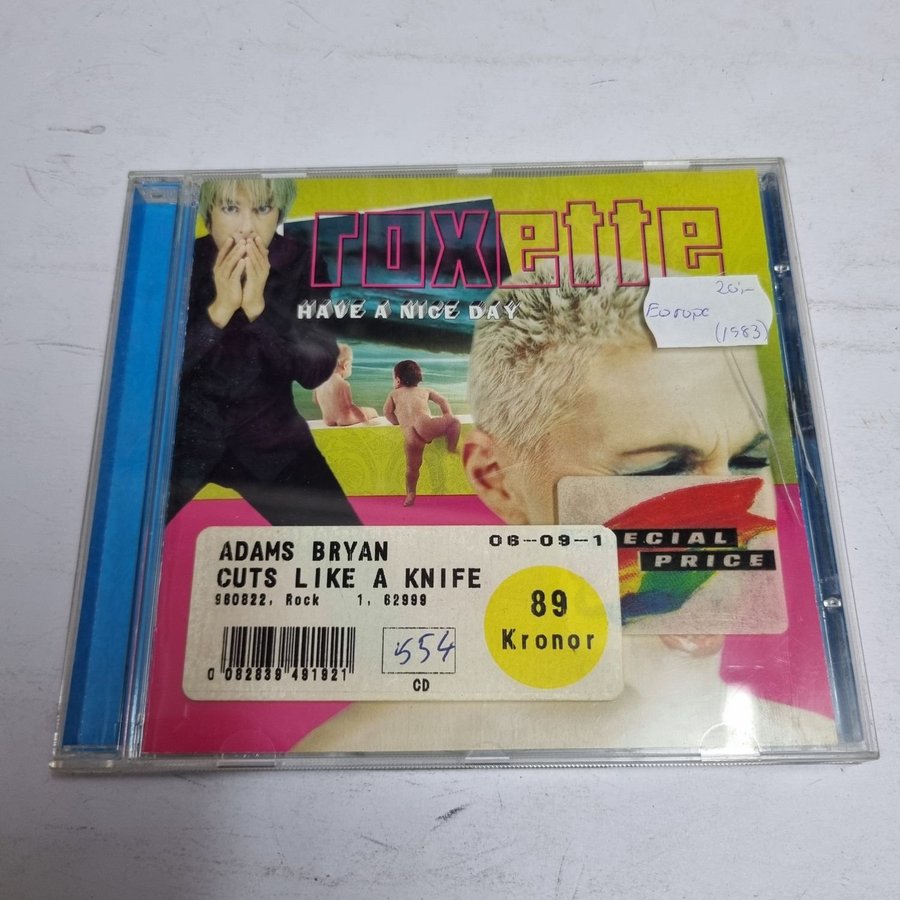 roxette
HAVE A NICE DAY
20,-
Europe
(1983)
ECIAL
PRICE
ADAMS BRYAN
06-09-1
CUTS LIKE A KNIFE
960822, Rock 1, 62999
89
Kronor
554
CD
0 082839 491921